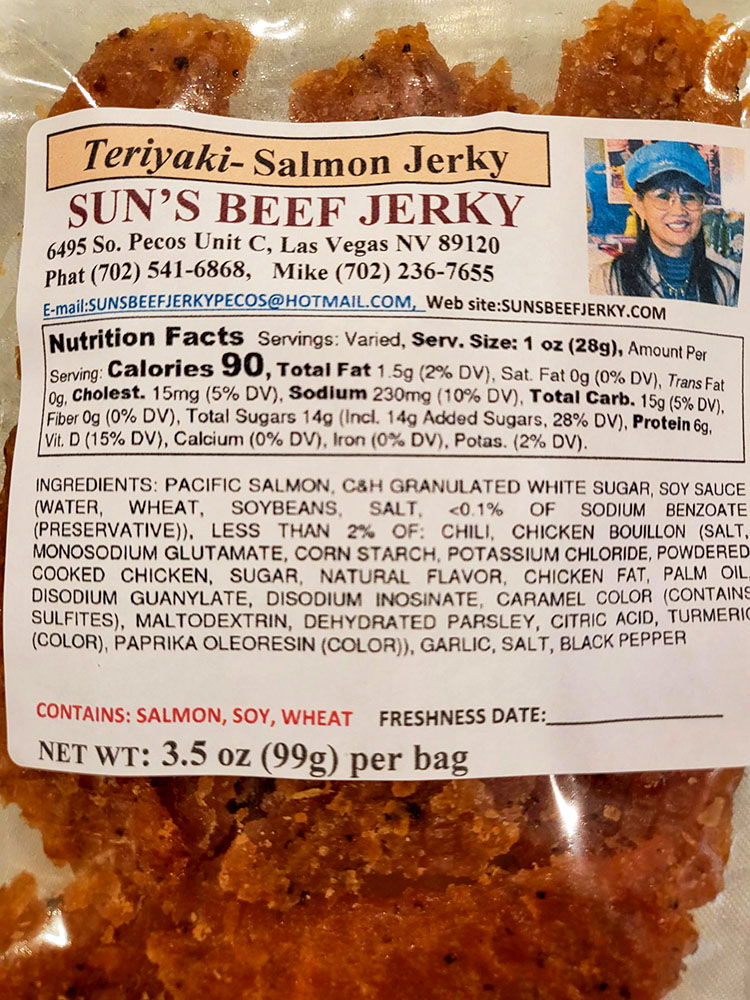 Teriyaki- Salmon Jerky
SUN'S BEEF JERKY
6495 So. Pecos Unit C, Las Vegas NV 89120
Phat (702) 541-6868, Mike (702) 236-7655
E-mail:SUNSBEEFJERKYPECOS@HOTMAIL.COM, Web site:SUNSBEEFJERKY.COM
Nutrition Facts Servings: Varied, Serv. Size: 1 oz (28g), Amount Per
Serving: Calories 90, Total Fat 1.5g (2% DV), Sat. Fat 0g (0% DV), Trans Fat
0g, Cholest. 15mg (5% DV), Sodium 230mg (10% DV), Total Carb. 15g (5% DV),
Fiber 0g (0% DV), Total Sugars 14g (Incl. 14g Added Sugars, 28% DV), Protein 6g,
Vit. D (15% DV), Calcium (0% DV), Iron (0% DV), Potas. (2% DV).
INGREDIENTS: PACIFIC SALMON, C&H GRANULATED WHITE SUGAR, SOY SAUCE
(WATER, WHEAT, SOYBEANS, SALT, <0.1% OF SODIUM BENZOATE
(PRESERVATIVE)), LESS THAN 2% OF: CHILI, CHICKEN BOUILLON (SALT,
MONOSODIUM GLUTAMATE, CORN STARCH, POTASSIUM CHLORIDE, POWDERED
COOKED CHICKEN, SUGAR, NATURAL FLAVOR, CHICKEN FAT, PALM OIL,
DISODIUM GUANYLATE, DISODIUM INOSINATE, CARAMEL COLOR (CONTAINS
SULFITES), MALTODEXTRIN, DEHYDRATED PARSLEY, CITRIC ACID, TURMERIC
(COLOR), PAPRIKA OLEORESIN (COLOR)), GARLIC, SALT, BLACK PEPPER
CONTAINS: SALMON, SOY, WHEAT FRESHNESS DATE:
NET WT: 3.5 oz (99g) per bag